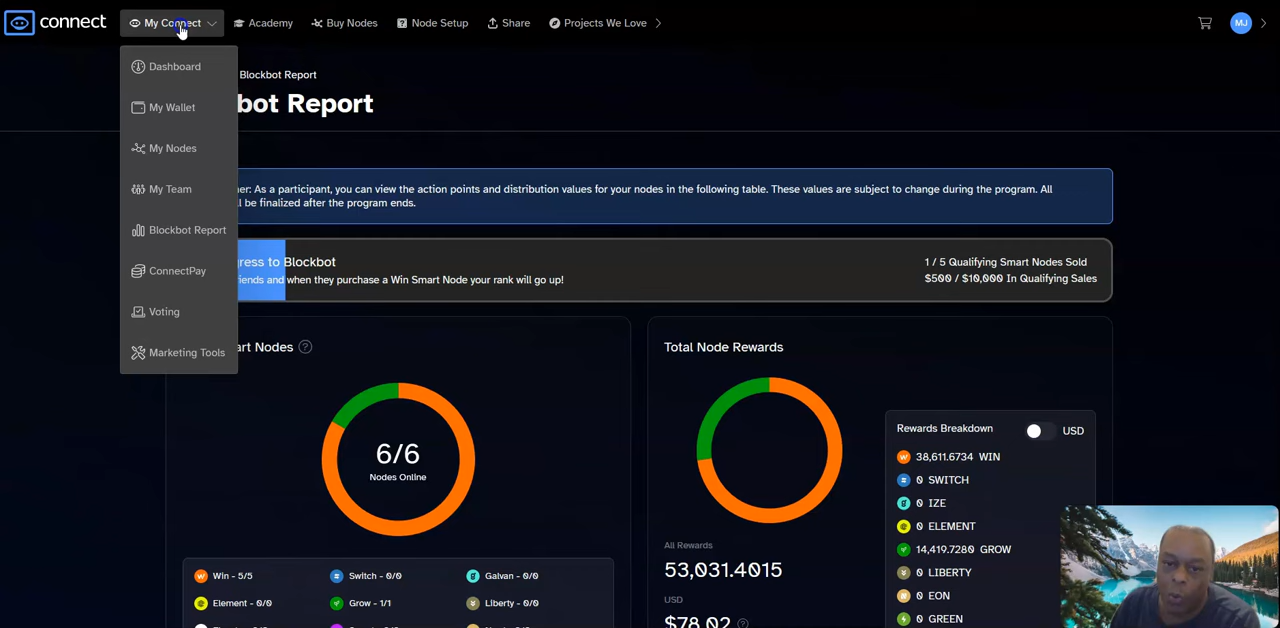 connect
My Connect
Academy
Buy Nodes
Node Setup
Share
Projects We Love
MJ
Dashboard
My Wallet
My Nodes
My Team
Blockbot Report
ConnectPay
Voting
Marketing Tools
Blockbot Report
bot Report
er: As a participant, you can view the action points and distribution values for your nodes in the following table. These values are subject to change during the program. All
l be finalized after the program ends.
ress to Blockbot
iends and when they purchase a Win Smart Node your rank will go up!
1 / 5 Qualifying Smart Nodes Sold
$500 / $10,000 In Qualifying Sales
art Nodes ?
6/6
Nodes Online
Win - 5/5
Switch - 0/0
Galvan - 0/0
Element - 0/0
Grow - 1/1
Liberty - 0/0
Total Node Rewards
All Rewards
53,031.4015
USD
$78.02 ?
Rewards Breakdown
USD
38,611.6734 WIN
0 SWITCH
0 IZE
0 ELEMENT
14,419.7280 GROW
0 LIBERTY
0 EON
0 GREEN